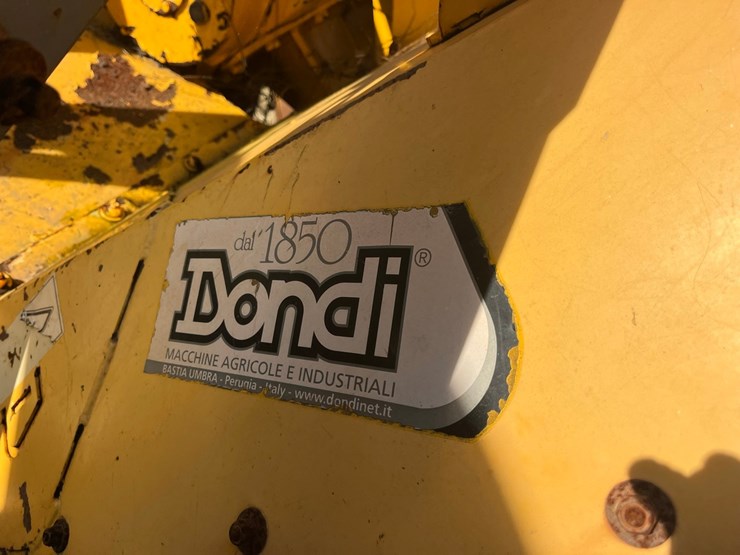 dal 1850
Dondi®
MACCHINE AGRICOLE E INDUSTRIALI
BASTIA UMBRA - Perugia - Italy - www.dondinet.it